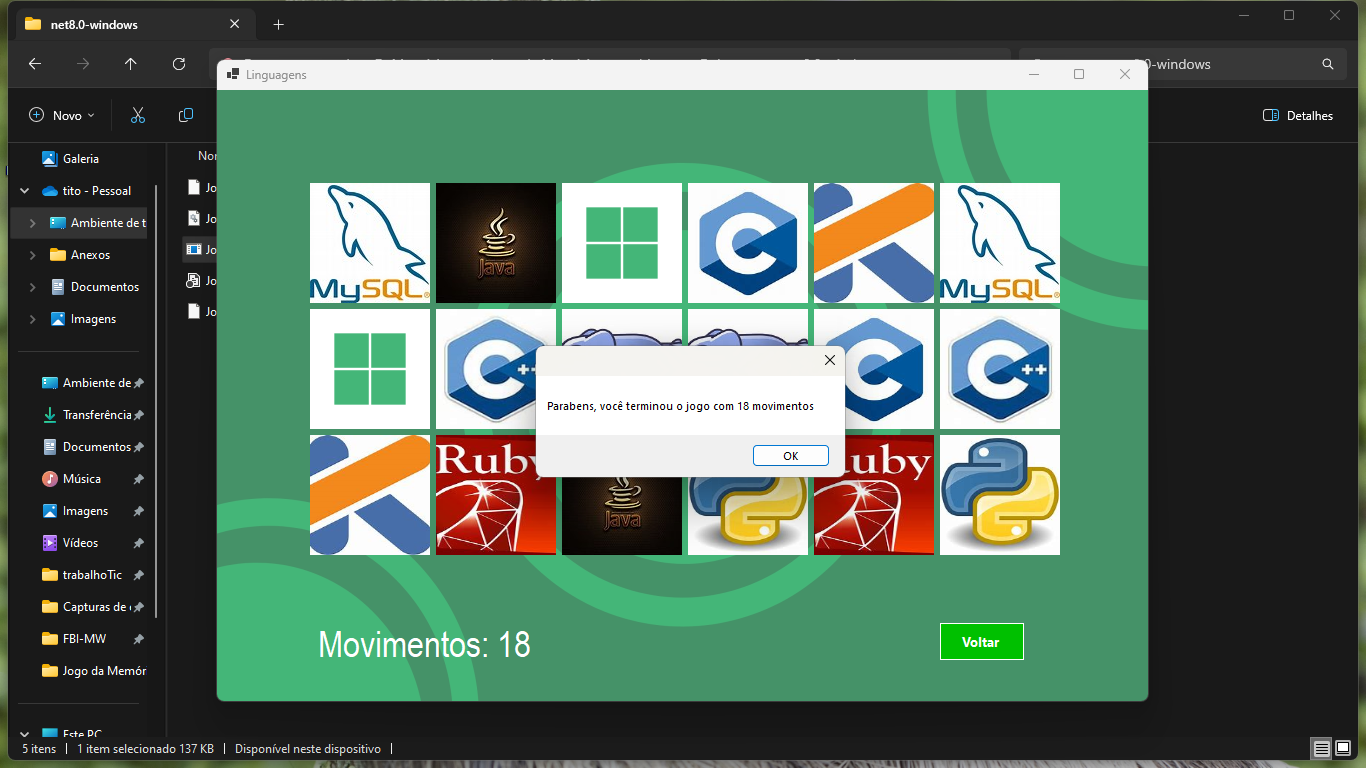 net8.0-windows
Linguagens
.0-windows
Novo
Detalhes
Galeria
tito - Pessoal
Ambiente de t
Anexos
Documentos
Imagens
Ambiente de
Transferência
Documentos
Música
Imagens
Vídeos
trabalhoTic
Capturas de
FBI-MW
Jogo da Memór
Este PC
Nor
Jo
Jo
Jo
Jo
Jo
MySQL®
Java
C
MySQL®
C++
C
C++
Parabens, você terminou o jogo com 18 movimentos
OK
Ruby
Java
Ruby
Movimentos: 18
Voltar
5 itens
1 item selecionado 137 KB
Disponível neste dispositivo